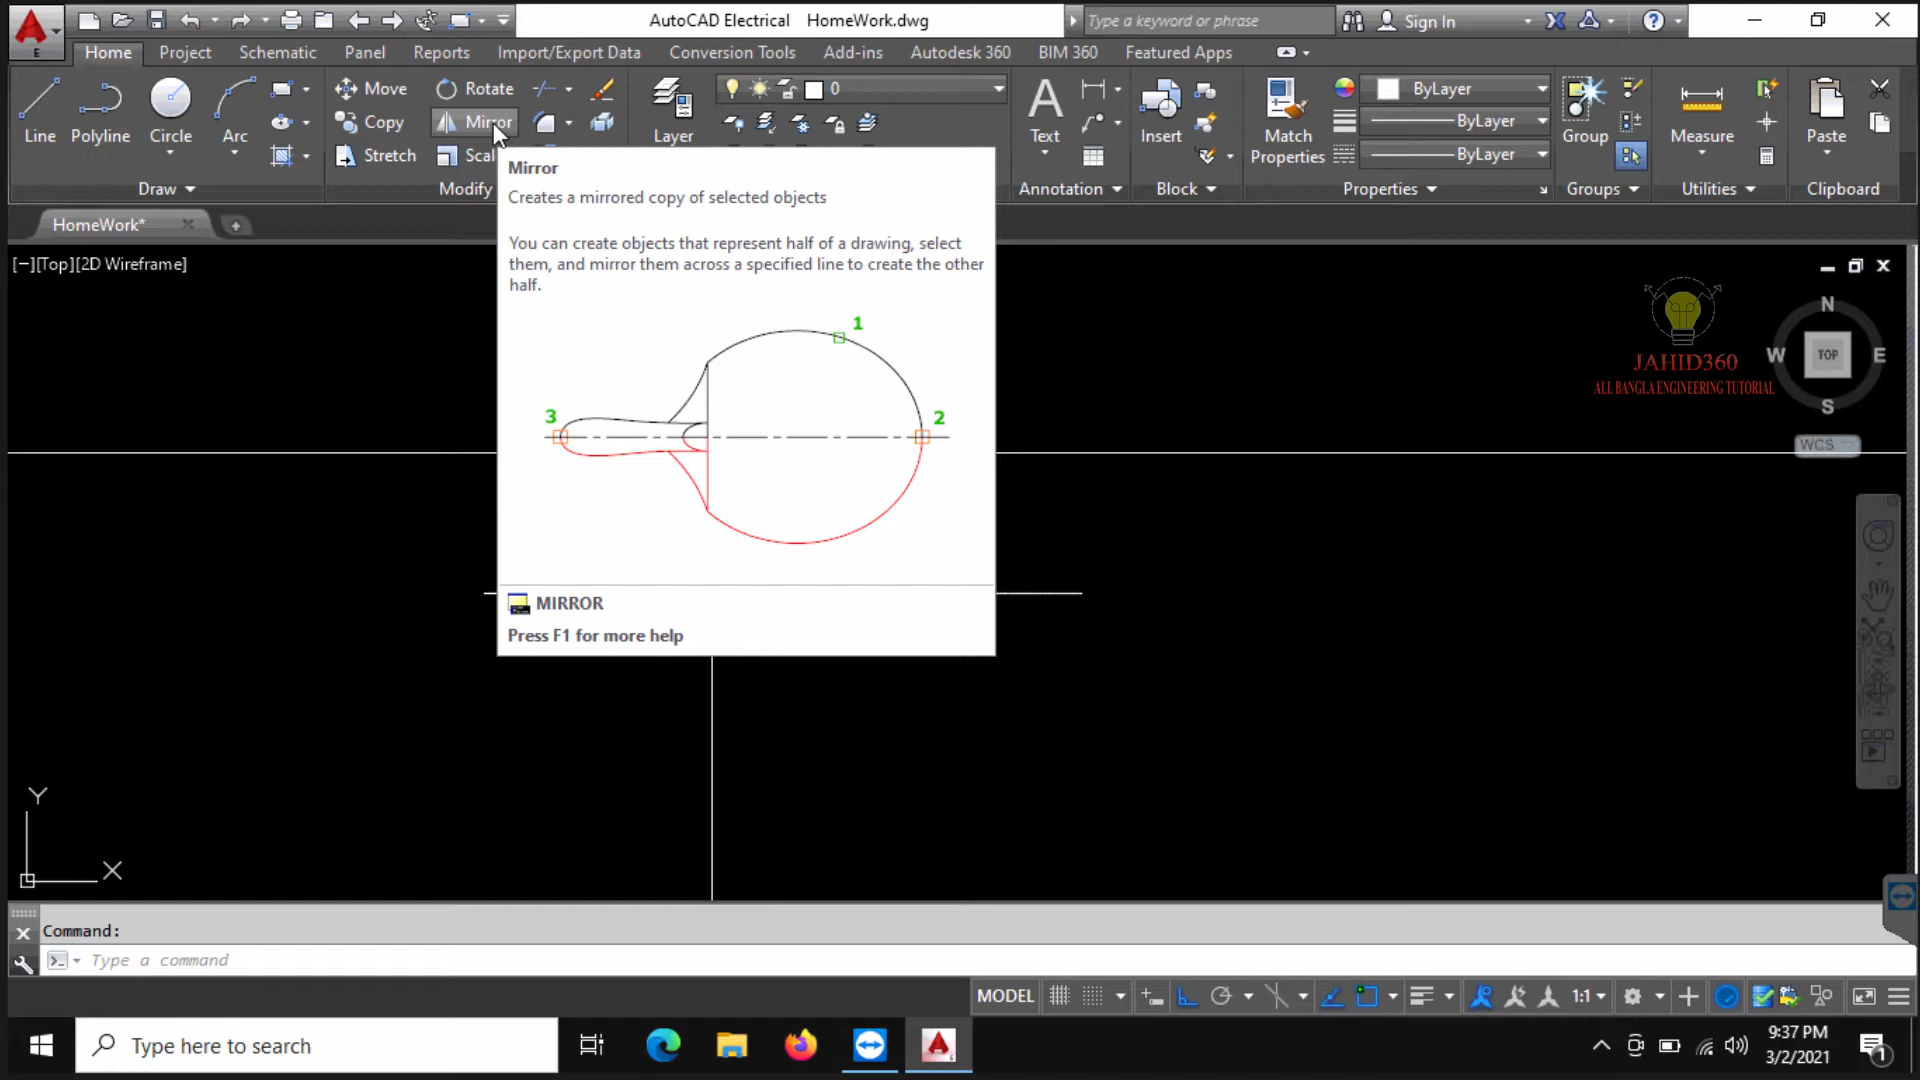 AutoCAD Electrical HomeWork.dwg
Type a keyword or phrase
Sign In
E
Home Project Schematic Panel Reports Import/Export Data Conversion Tools Add-ins Autodesk 360 BIM 360 Featured Apps
Line Polyline Circle Arc
Move Rotate
Copy Mirror
Stretch Scal
Layer
0
Text
Insert
Match
Properties
ByLayer
ByLayer
ByLayer
Group
Measure
Paste
Draw Modify Annotation Block Properties Groups Utilities Clipboard
HomeWork*
[−][Top][2D Wireframe]
Mirror
Creates a mirrored copy of selected objects
You can create objects that represent half of a drawing, select
them, and mirror them across a specified line to create the other
half.
1
2
3
MIRROR
Press F1 for more help
JAHID360
ALL BANGLA ENGINEERING TUTORIAL
N
W TOP E
S
WCS
Y
X
Command:
Type a command
MODEL
1:1
Type here to search
9:37 PM
3/2/2021
1